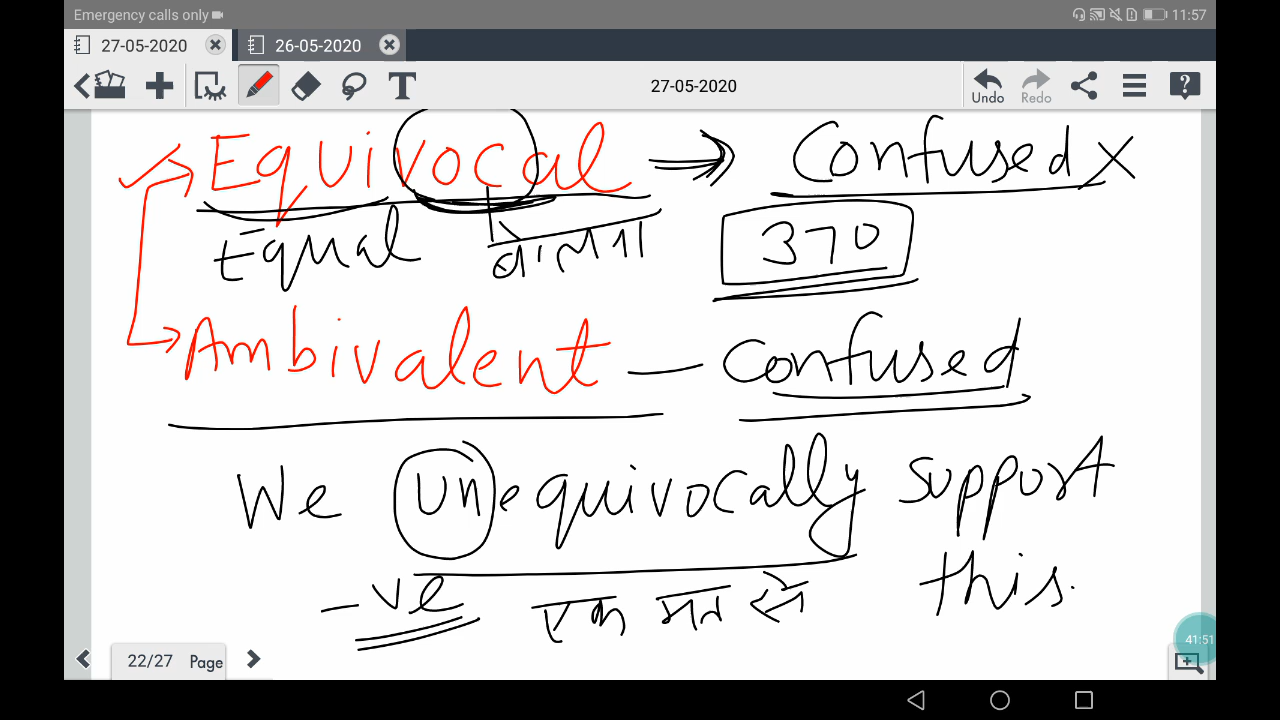 Emergency calls only 11:57
27-05-2020 26-05-2020
T 27-05-2020 Undo Redo
Equivocal ⇒ Confused X
Equal बोलना 370
Ambivalent — Confused
We Unequivocally support
-ve एक मत से this.
41:51
22/27 Page